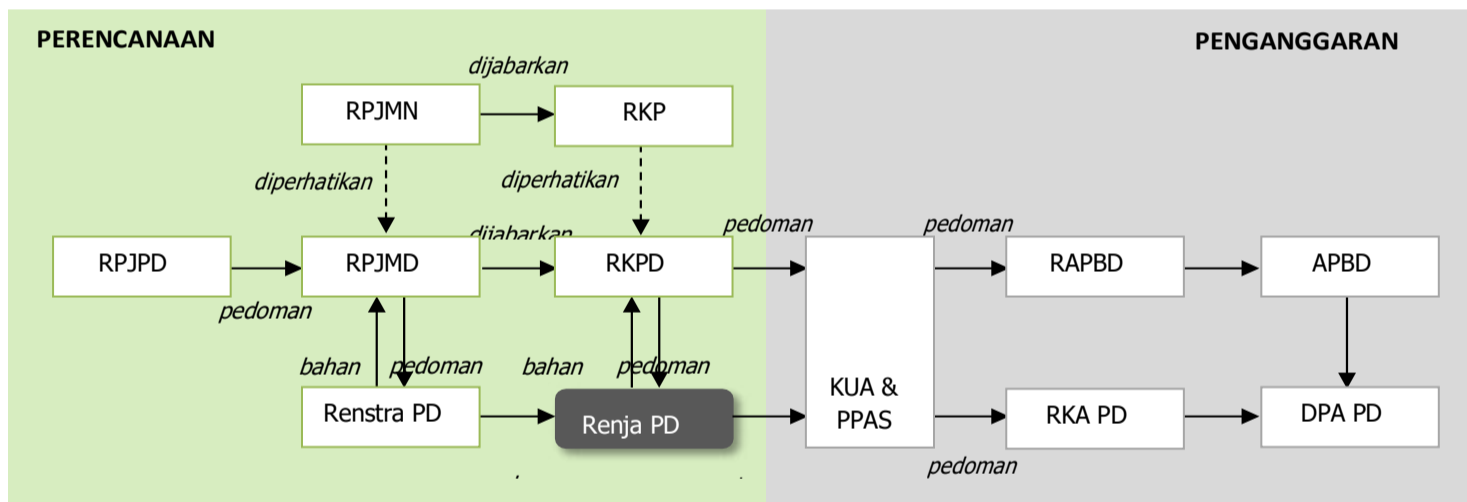 PERENCANAAN
PENGANGGARAN
dijabarkan
RPJMN
RKP
diperhatikan
diperhatikan
pedoman
pedoman
dijabarkan
RPJPD
RPJMD
RKPD
RAPBD
APBD
pedoman
bahan
pedoman
bahan
pedoman
KUA &
PPAS
Renstra PD
Renja PD
RKA PD
DPA PD
pedoman